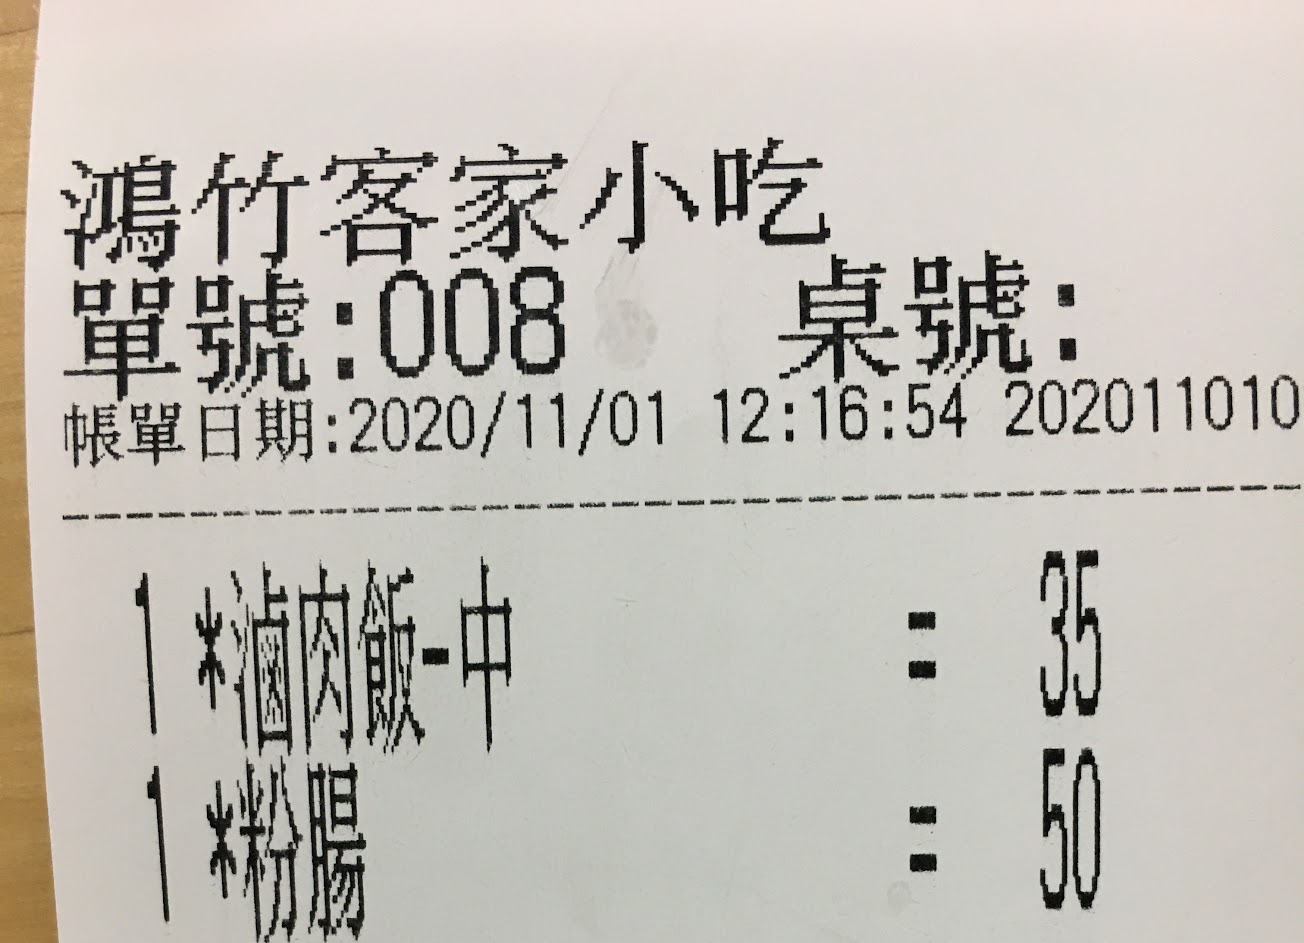 鴻竹客家小吃
單號:008 桌號:
帳單日期:2020/11/01 12:16:54 202011010
1 *滷肉飯-中 : 35
1 *粉腸 : 50